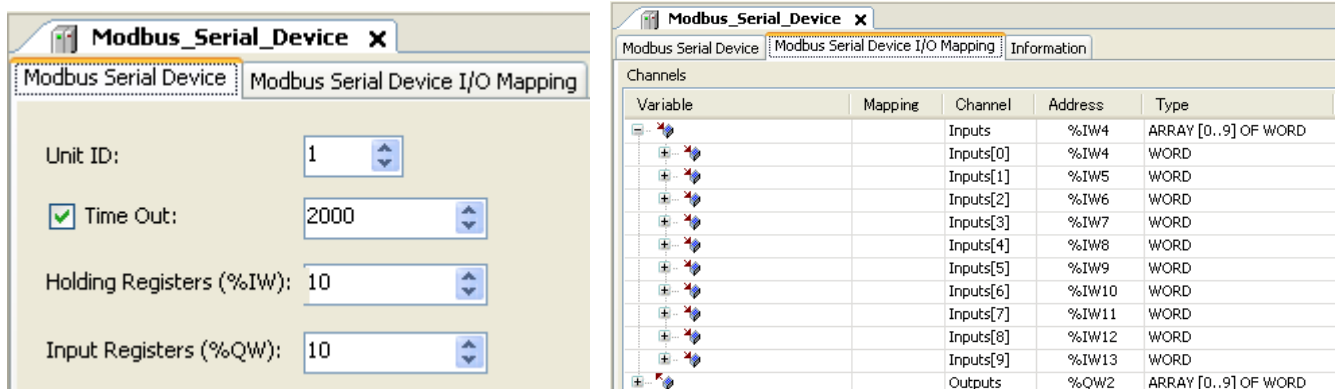 Modbus_Serial_Device x
Modbus Serial Device Modbus Serial Device I/O Mapping
Unit ID: 1
Time Out: 2000
Holding Registers (%IW): 10
Input Registers (%QW): 10
Modbus_Serial_Device x
Modbus Serial Device Modbus Serial Device I/O Mapping Information
Channels
Variable Mapping Channel Address Type
Inputs %IW4 ARRAY [0..9] OF WORD
Inputs[0] %IW4 WORD
Inputs[1] %IW5 WORD
Inputs[2] %IW6 WORD
Inputs[3] %IW7 WORD
Inputs[4] %IW8 WORD
Inputs[5] %IW9 WORD
Inputs[6] %IW10 WORD
Inputs[7] %IW11 WORD
Inputs[8] %IW12 WORD
Inputs[9] %IW13 WORD
Outputs %QW2 ARRAY [0..9] OF WORD